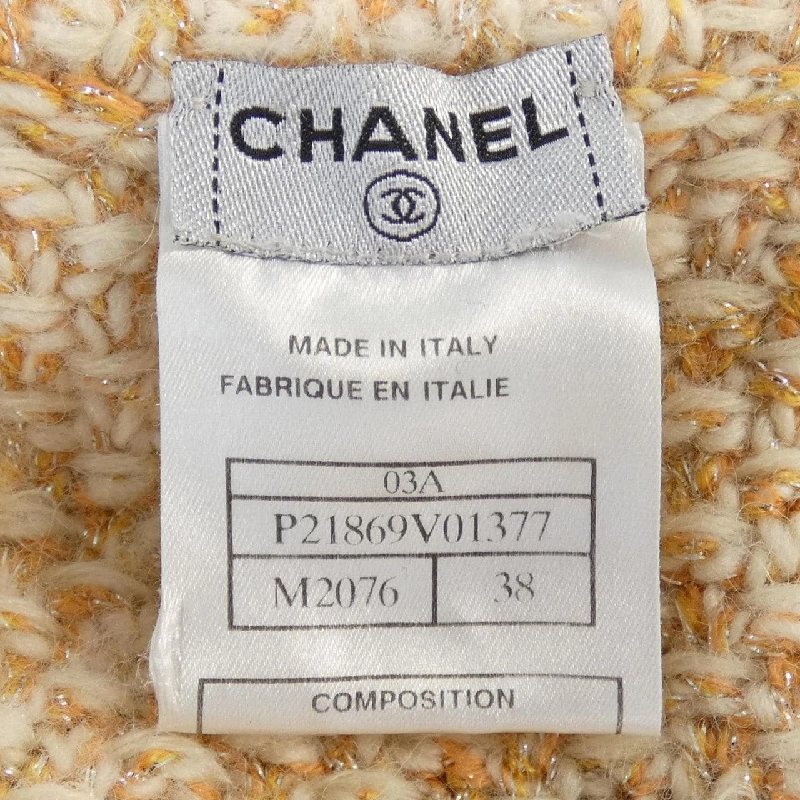 CHANEL
MADE IN ITALY
FABRIQUE EN ITALIE
03A
P21869V01377
M2076 38
COMPOSITION